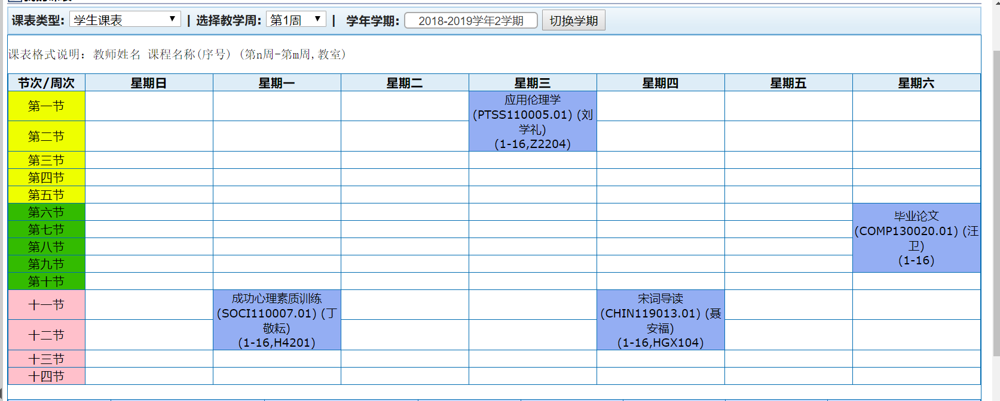 课表类型: 学生课表 | 选择教学周: 第1周 | 学年学期: 2018-2019学年2学期 切换学期
课表格式说明: 教师姓名 课程名称(序号) (第n周-第m周,教室)
节次/周次 星期日 星期一 星期二 星期三 星期四 星期五 星期六
第一节
应用伦理学
(PTSS110005.01) (刘
学礼)
(1-16,Z2204)
第二节
第三节
第四节
第五节
第六节
毕业论文
(COMP130020.01) (汪
卫)
(1-16)
第七节
第八节
第九节
第十节
十一节
成功心理素质训练
(SOCI110007.01) (丁
敬耘)
(1-16,H4201)
宋词导读
(CHIN119013.01) (聂
安福)
(1-16,HGX104)
十二节
十三节
十四节